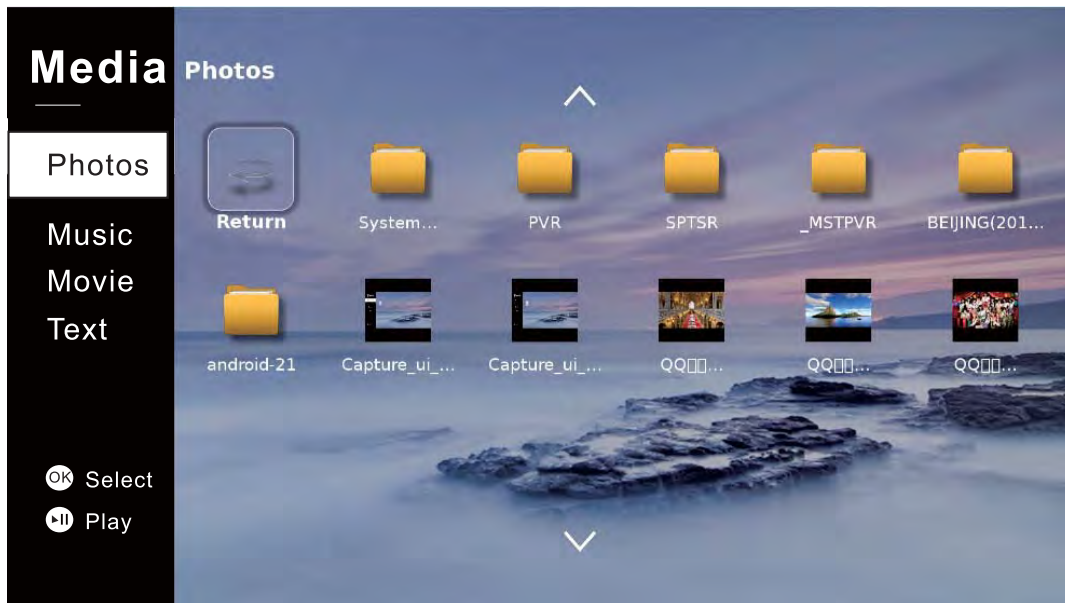 Media
Photos
Photos
Music
Movie
Text
OK Select
Play
Return
System...
PVR
SPTSR
_MSTPVR
BEIJING(201...
android-21
Capture_ui_...
Capture_ui_...
QQ▯▯...
QQ▯▯...
QQ▯▯...